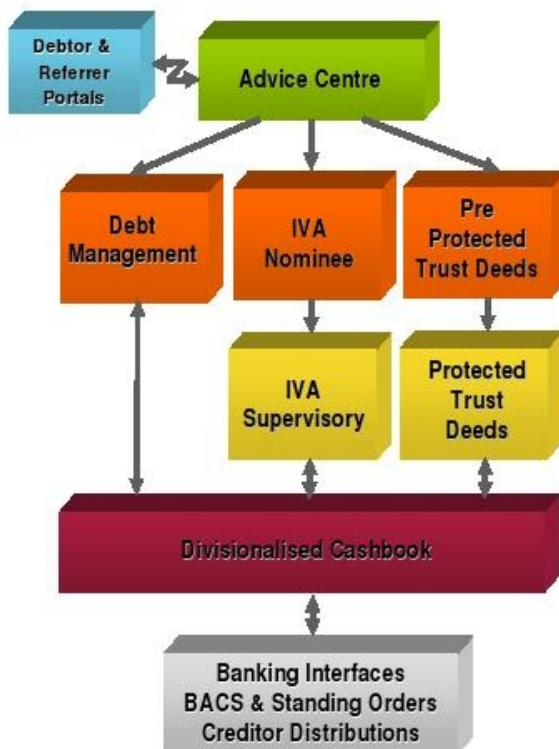 Debtor &
Referrer
Portals
Advice Centre
Debt
Management
IVA
Nominee
Pre
Protected
Trust Deeds
IVA
Supervisory
Protected
Trust
Deeds
Divisionalised Cashbook
Banking Interfaces
BACS & Standing Orders
Creditor Distributions